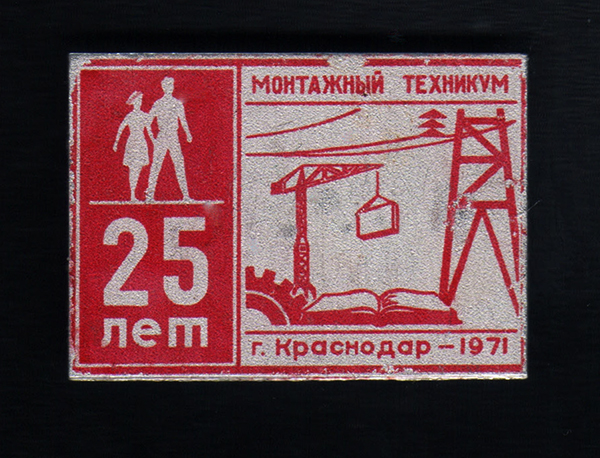 25
лет
МОНТАЖНЫЙ ТЕХНИКУМ
г. Краснодар – 1971